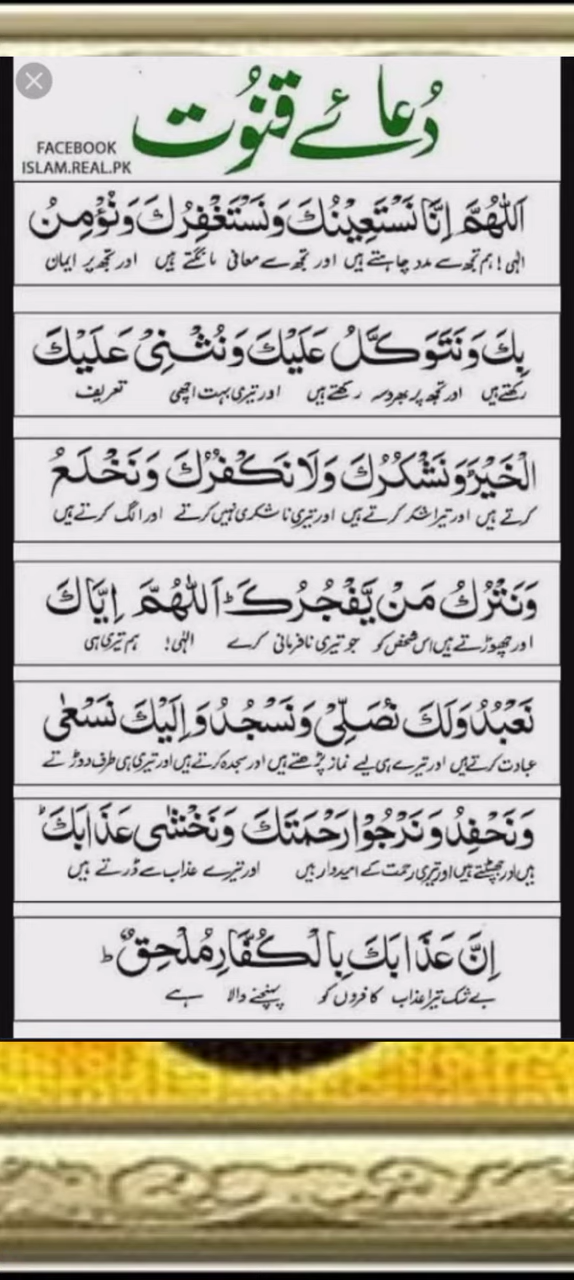 دُعائے قنُوت
FACEBOOK
ISLAM.REAL.PK
اَللّٰهُمَّ اِنَّا نَسْتَعِيْنُكَ وَنَسْتَغْفِرُكَ وَنُؤْمِنُ
الٰہی! ہم تجھ سے مدد چاہتے ہیں اور تجھ سے معافی مانگتے ہیں اور تجھ پر ایمان
بِكَ وَنَتَوَكَّلُ عَلَيْكَ وَنُثْنِيْ عَلَيْكَ
رکھتے ہیں اور تجھ پر بھروسہ رکھتے ہیں اور تیری بہت اچھی تعریف
الْخَيْرَ وَنَشْكُرُكَ وَلَا نَكْفُرُكَ وَنَخْلَعُ
کرتے ہیں اور تیرا شکر کرتے ہیں اور تیری ناشکری نہیں کرتے اور الگ کرتے ہیں
وَنَتْرُكُ مَنْ يَّفْجُرُكَ ؕ اَللّٰهُمَّ اِيَّاكَ
اور چھوڑتے ہیں اس شخص کو جو تیری نافرمانی کرے الٰہی! ہم تیری ہی
نَعْبُدُ وَلَكَ نُصَلِّيْ وَنَسْجُدُ وَاِلَيْكَ نَسْعٰى
عبادت کرتے ہیں اور تیرے ہی لیے نماز پڑھتے ہیں اور سجدہ کرتے ہیں اور تیری ہی طرف دوڑتے
وَنَحْفِدُ وَنَرْجُوْا رَحْمَتَكَ وَنَخْشٰى عَذَابَكَ ؕ
ہیں اور جھپٹتے ہیں اور تیری رحمت کے امیدوار ہیں اور تیرے عذاب سے ڈرتے ہیں
اِنَّ عَذَابَكَ بِالْكُفَّارِ مُلْحِقٌ ؕ
بے شک تیرا عذاب کافروں کو پہنچنے والا ہے